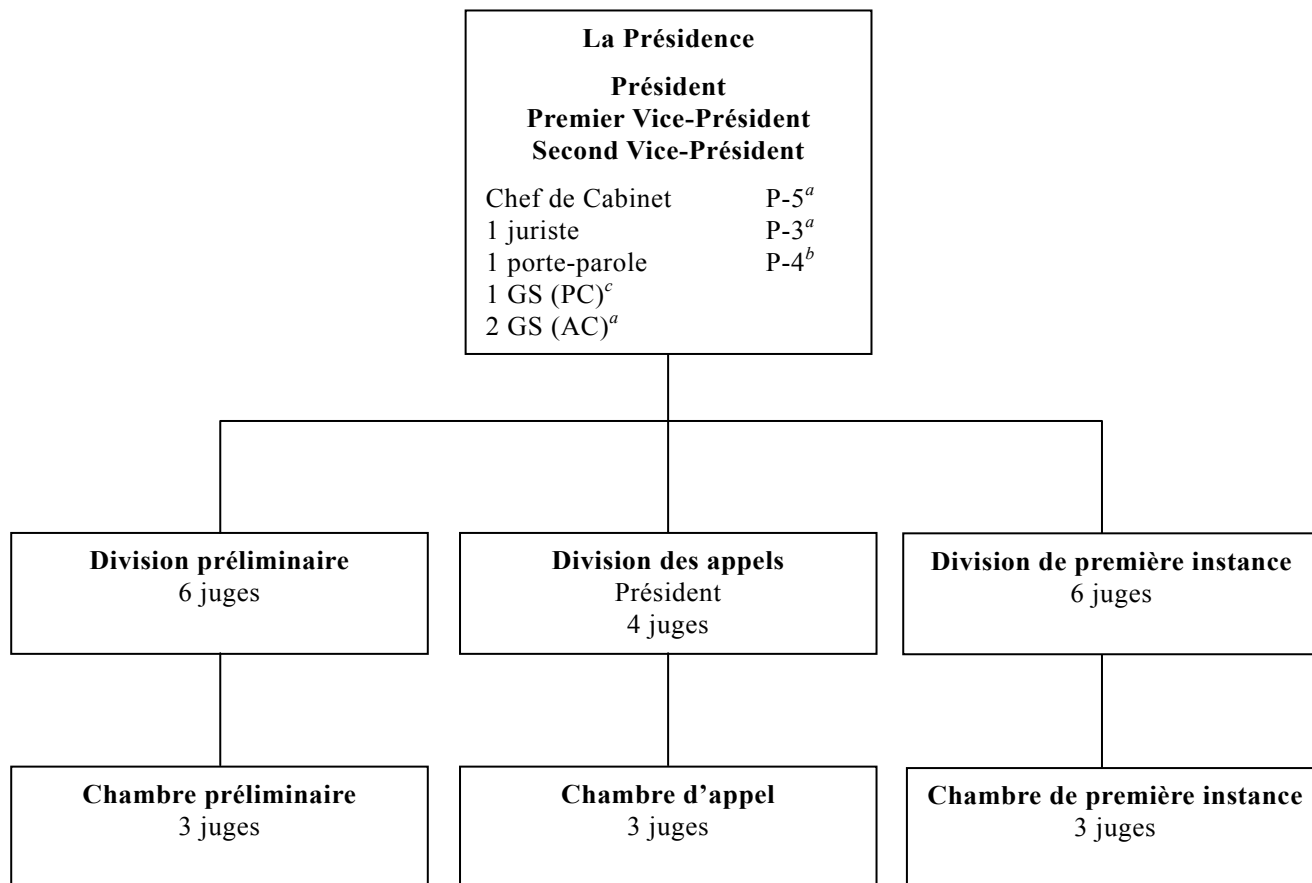 La Présidence
Président
Premier Vice-Président
Second Vice-Président
Chef de Cabinet P-5a
1 juriste P-3a
1 porte-parole P-4b
1 GS (PC)c
2 GS (AC)a
Division préliminaire
6 juges
Division des appels
Président
4 juges
Division de première instance
6 juges
Chambre préliminaire
3 juges
Chambre d’appel
3 juges
Chambre de première instance
3 juges